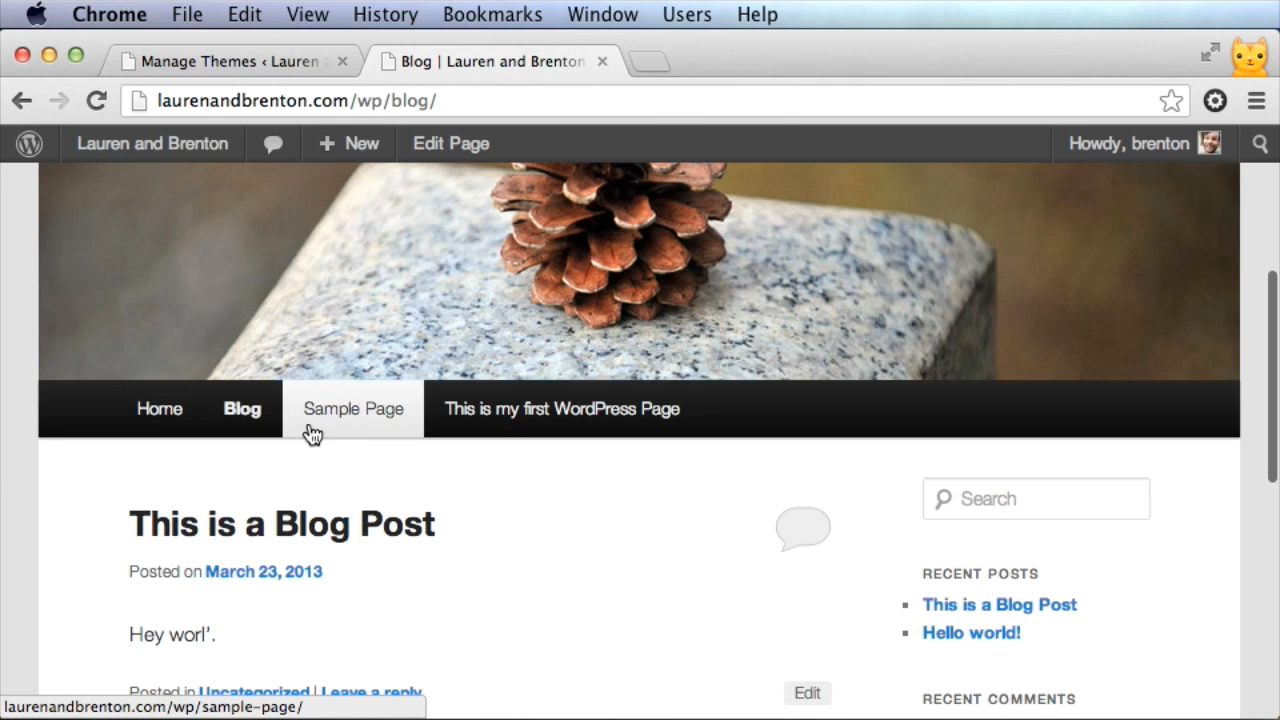 Chrome File Edit View History Bookmarks Window Users Help
Manage Themes ‹ Lauren
Blog | Lauren and Brenton
laurenandbrenton.com/wp/blog/
Lauren and Brenton + New Edit Page Howdy, brenton
Home Blog Sample Page This is my first WordPress Page
Search
This is a Blog Post
Posted on March 23, 2013
RECENT POSTS
This is a Blog Post
Hello world!
Hey worl’.
Posted in Uncategorized | Leave a reply
Edit
RECENT COMMENTS
laurenandbrenton.com/wp/sample-page/